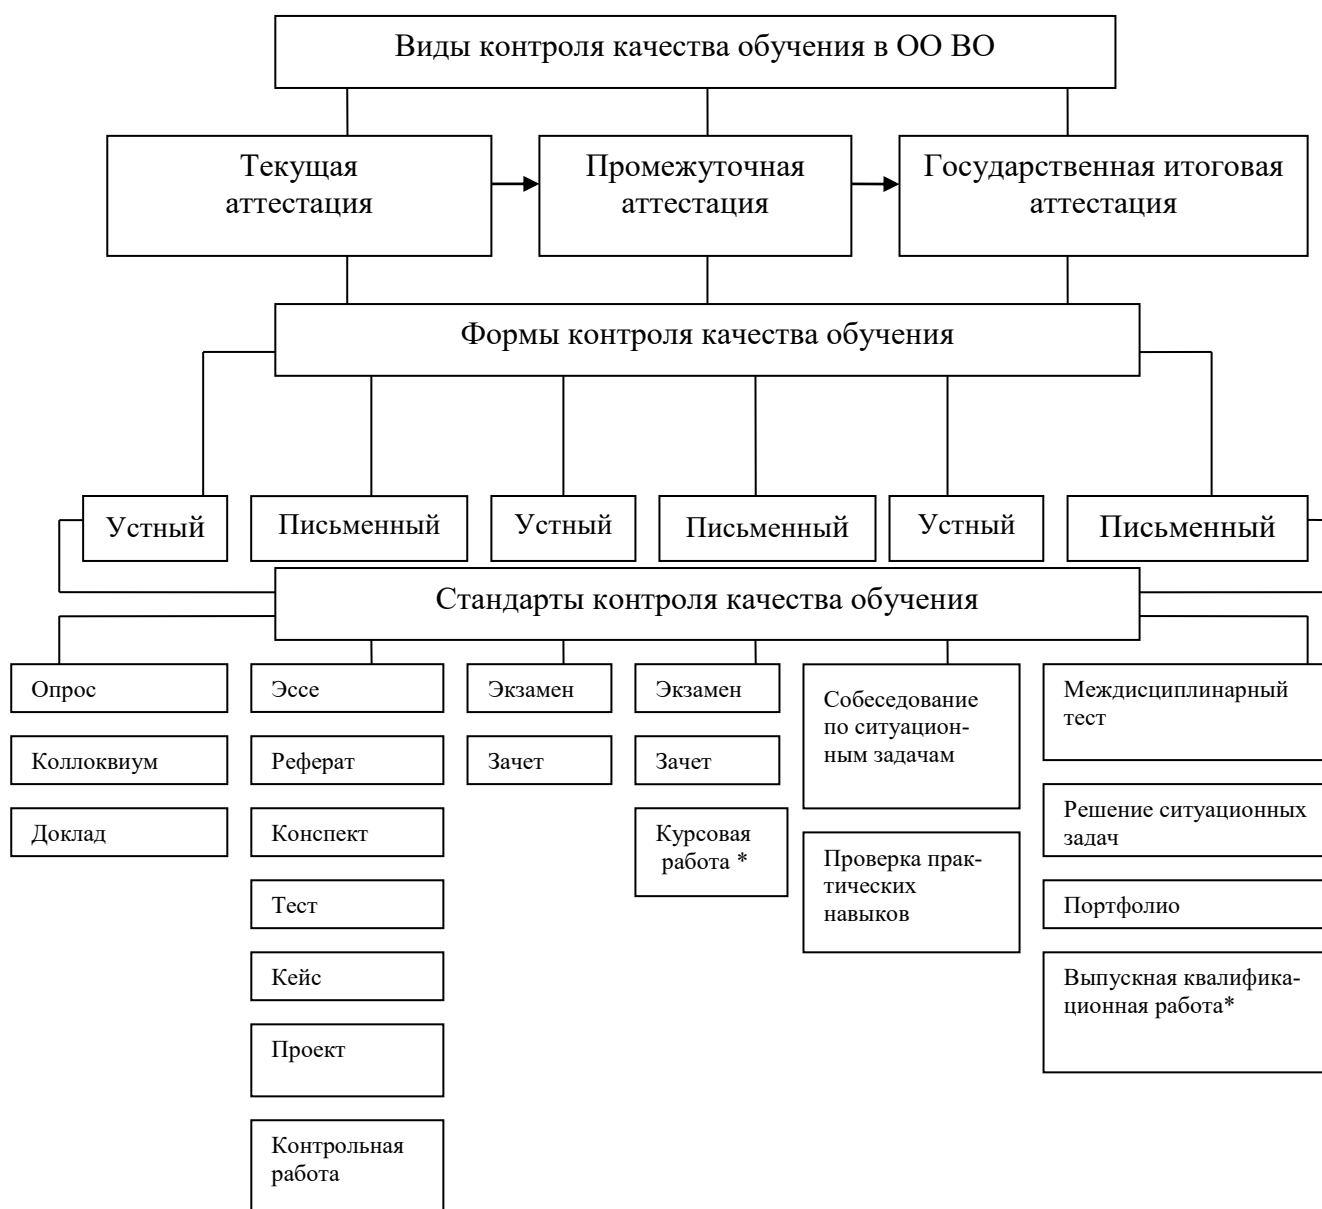 Виды контроля качества обучения в ОО ВО
Текущая
аттестация
Промежуточная
аттестация
Государственная итоговая
аттестация
Формы контроля качества обучения
Устный
Письменный
Устный
Письменный
Устный
Письменный
Стандарты контроля качества обучения
Опрос
Коллоквиум
Доклад
Эссе
Реферат
Конспект
Тест
Кейс
Проект
Контрольная
работа
Экзамен
Зачет
Экзамен
Зачет
Курсовая
работа *
Собеседование
по ситуацион-
ным задачам
Проверка прак-
тических
навыков
Междисциплинарный
тест
Решение ситуационных
задач
Портфолио
Выпускная квалифика-
ционная работа*